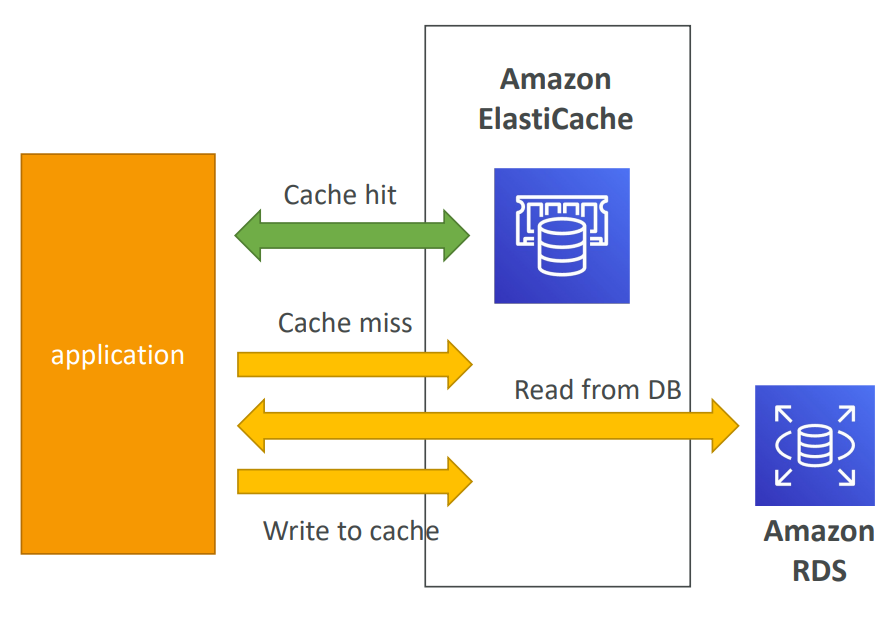 Amazon
ElastiCache
Cache hit
Cache miss
application
Read from DB
Write to cache
Amazon
RDS